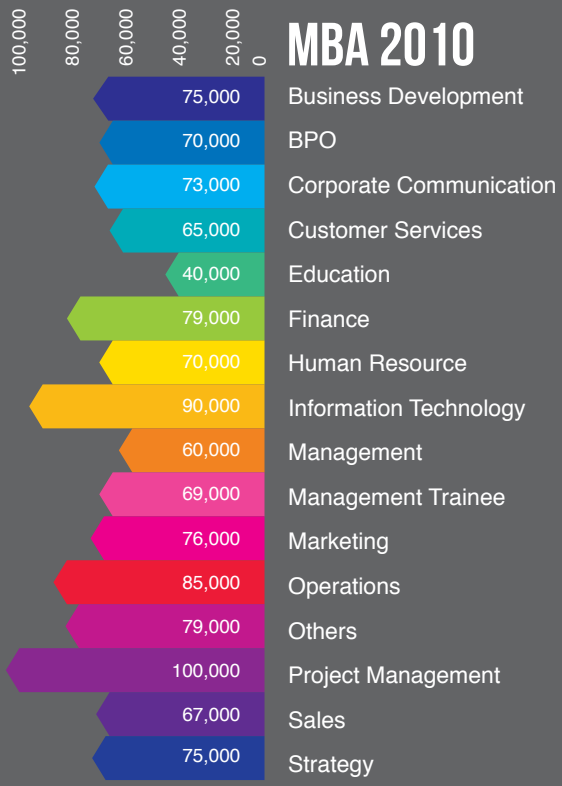 100,000
80,000
60,000
40,000
20,000
0
MBA 2010
75,000 Business Development
70,000 BPO
73,000 Corporate Communication
65,000 Customer Services
40,000 Education
79,000 Finance
70,000 Human Resource
90,000 Information Technology
60,000 Management
69,000 Management Trainee
76,000 Marketing
85,000 Operations
79,000 Others
100,000 Project Management
67,000 Sales
75,000 Strategy